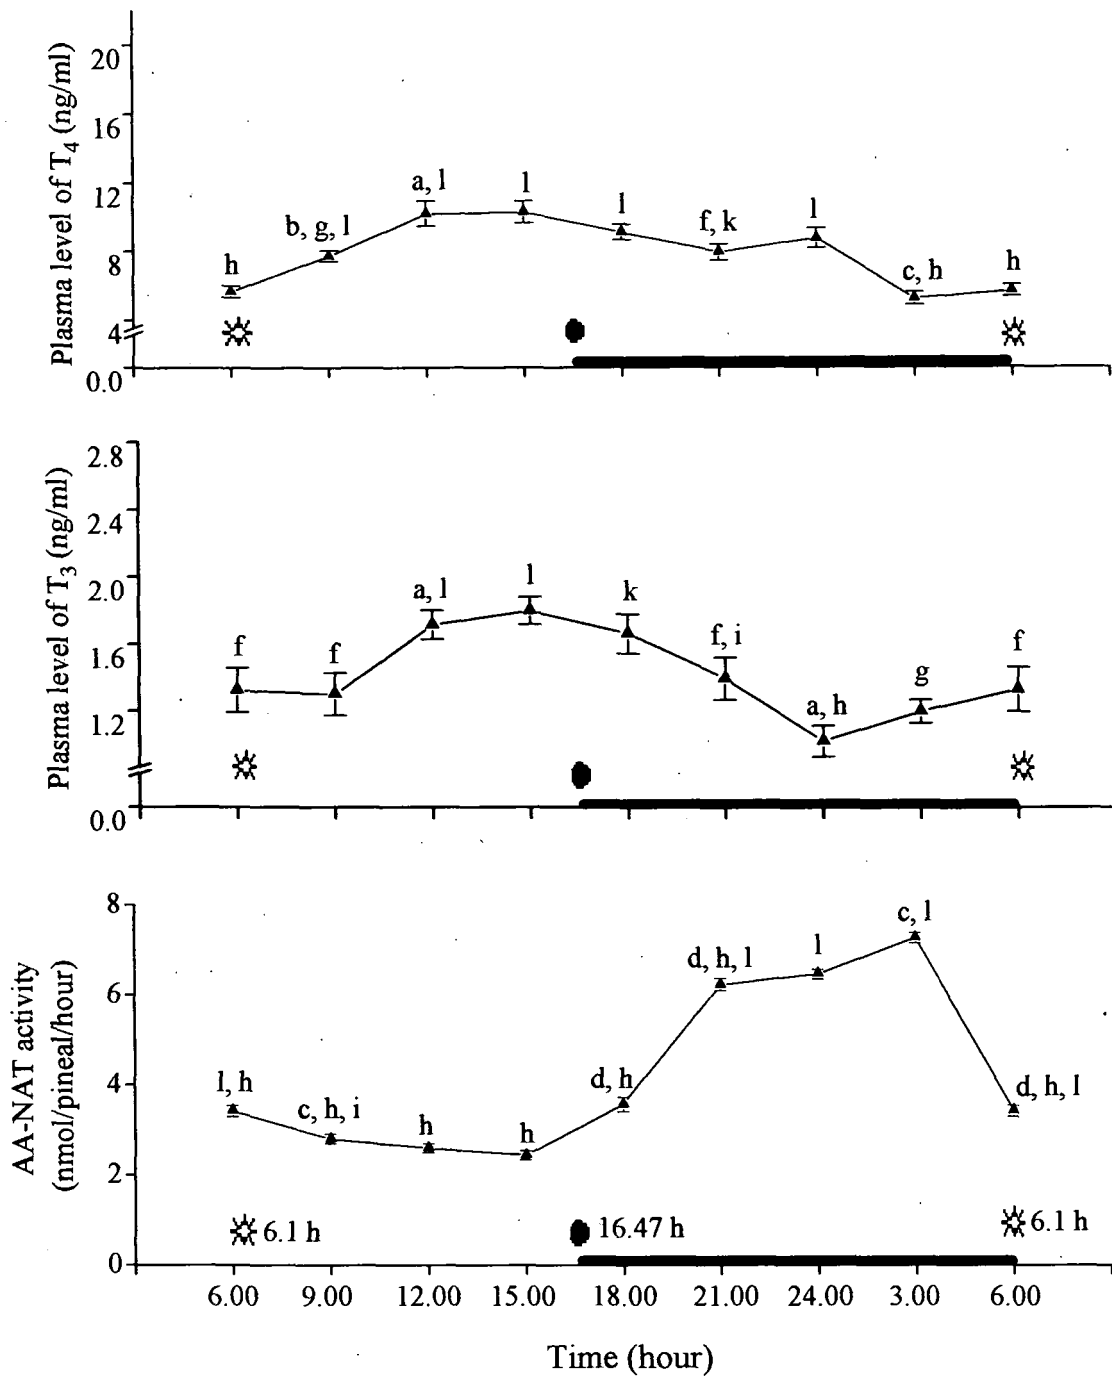 Plasma level of T4 (ng/ml)
20
16
12
8
4
0.0
h
b, g, l
a, l
l
l
f, k
l
c, h
h
Plasma level of T3 (ng/ml)
2.8
2.4
2.0
1.6
1.2
0.0
f
f
a, l
l
k
f, i
a, h
g
f
AA-NAT activity
(nmol/pineal/hour)
8
6
4
2
0
l, h
c, h, i
h
h
d, h
d, h, l
l
c, l
d, h, l
6.1 h
16.47 h
6.1 h
6.00 9.00 12.00 15.00 18.00 21.00 24.00 3.00 6.00
Time (hour)